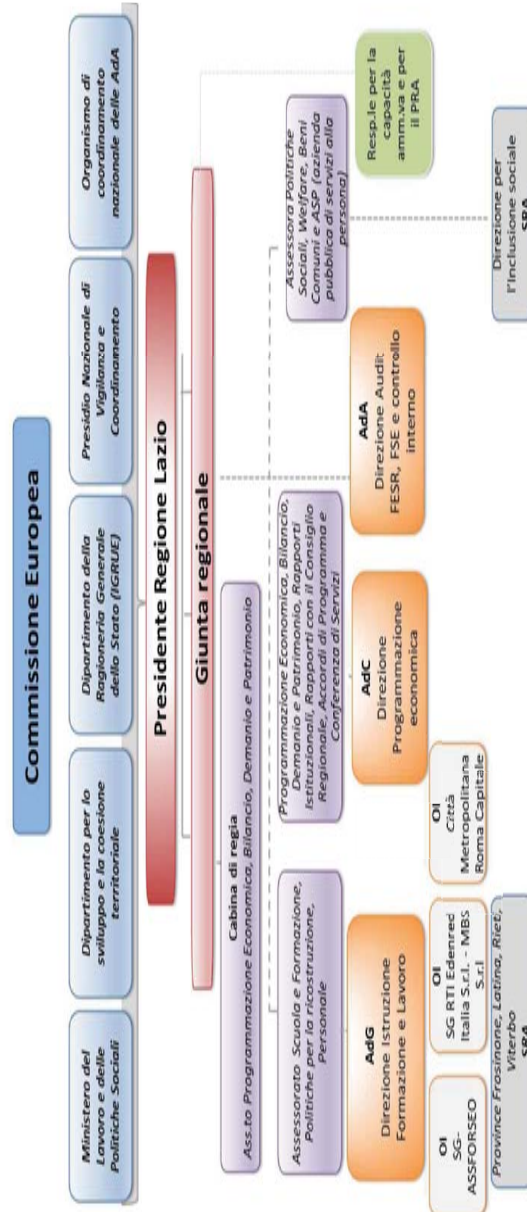 Commissione Europea
Ministero del
Lavoro e delle
Politiche Sociali
Dipartimento per lo
sviluppo e la coesione
territoriale
Dipartimento della
Ragioneria Generale
dello Stato (IGRUE)
Presidio Nazionale di
Vigilanza e
Coordinamento
Organismo di
coordinamento
nazionale delle AdA
Presidente Regione Lazio
Giunta regionale
Cabina di regia
Ass.to Programmazione Economica, Bilancio, Demanio e Patrimonio
Assessorato Scuola e Formazione,
Politiche per la ricostruzione,
Personale
Programmazione Economica, Bilancio,
Demanio e Patrimonio, Rapporti
Istituzionali, Rapporti con il Consiglio
Regionale, Accordi di Programma e
Conferenza di Servizi
Assessora Politiche
Sociali, Welfare, Beni
Comuni e ASP (azienda
pubblica di servizi alla
persona)
Resp.le per la
capacità
amm.va e per
il PRA
AdG
Direzione Istruzione
Formazione e Lavoro
AdC
Direzione
Programmazione
economica
AdA
Direzione Audit
FESR, FSE e controllo
interno
OI
SG-
ASSFORSEO
OI
SG RTI Edenred
Italia S.c.l. - MBS
S.r.l
OI
Città
Metropolitana
Roma Capitale
Province Frosinone, Latina, Rieti,
Viterbo
SRA
Direzione per
l'Inclusione sociale
SRA